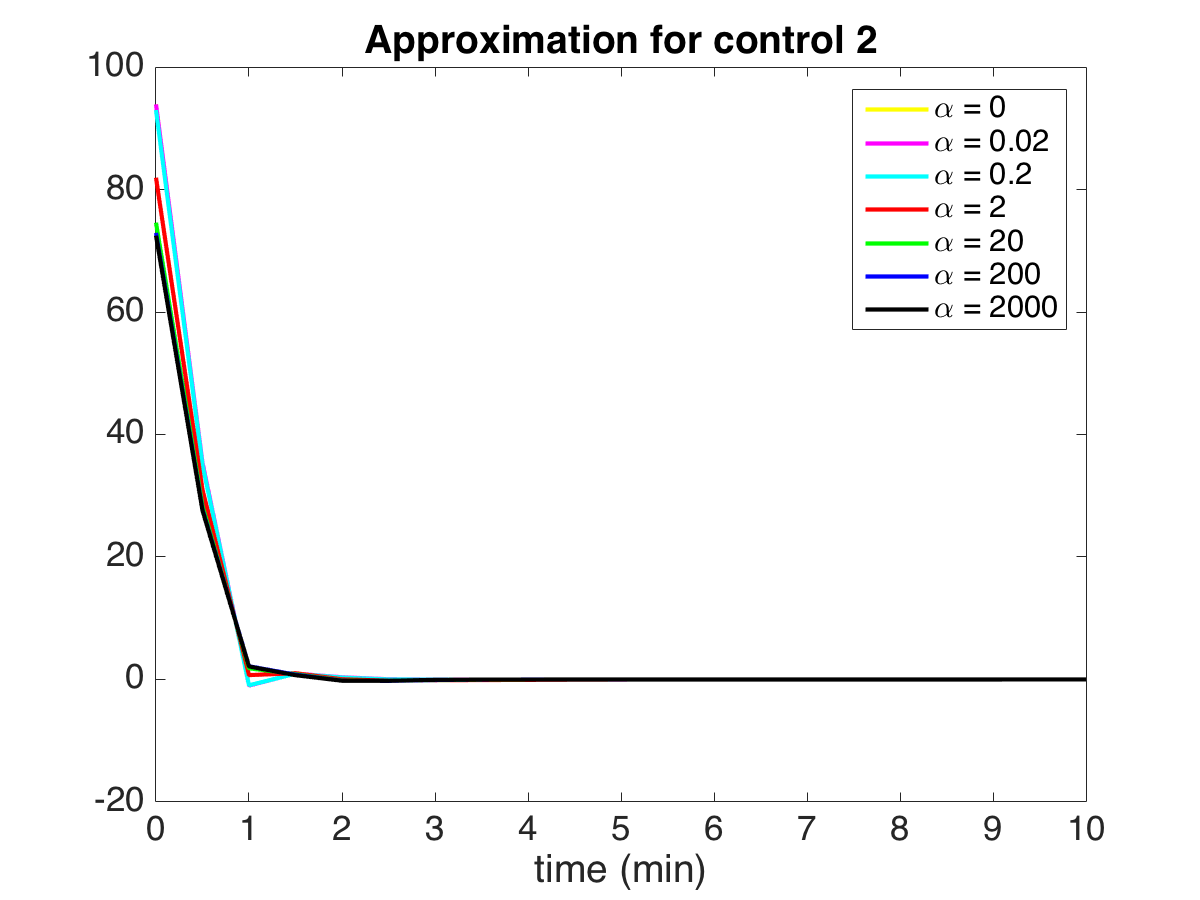 Approximation for control 2
100
80
60
40
20
0
-20
0 1 2 3 4 5 6 7 8 9 10
time (min)
α = 0
α = 0.02
α = 0.2
α = 2
α = 20
α = 200
α = 2000